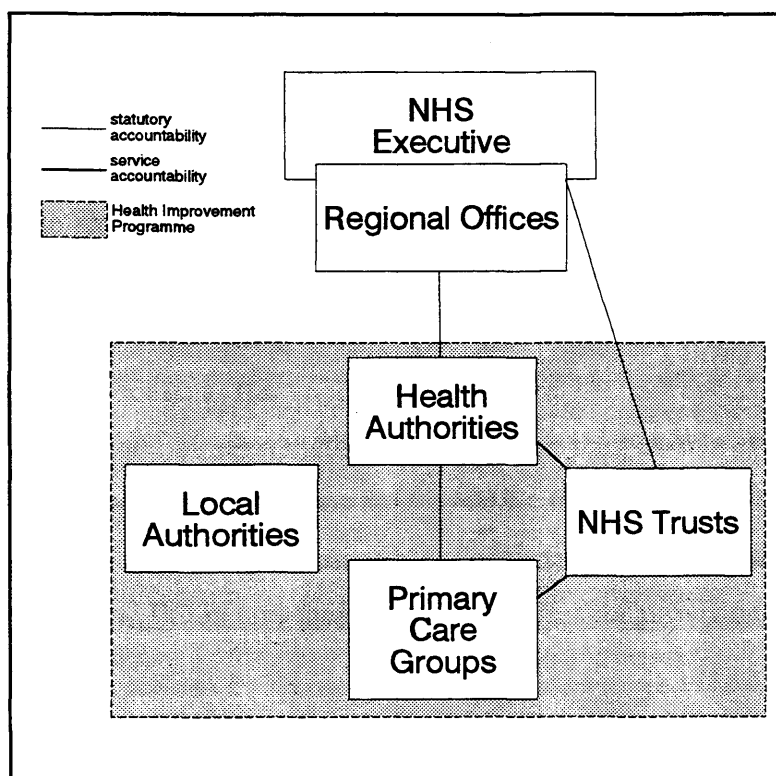 NHS
Executive
statutory
accountability
service
accountability
Health Improvement
Programme
Regional Offices
Health
Authorities
Local
Authorities
NHS Trusts
Primary
Care
Groups